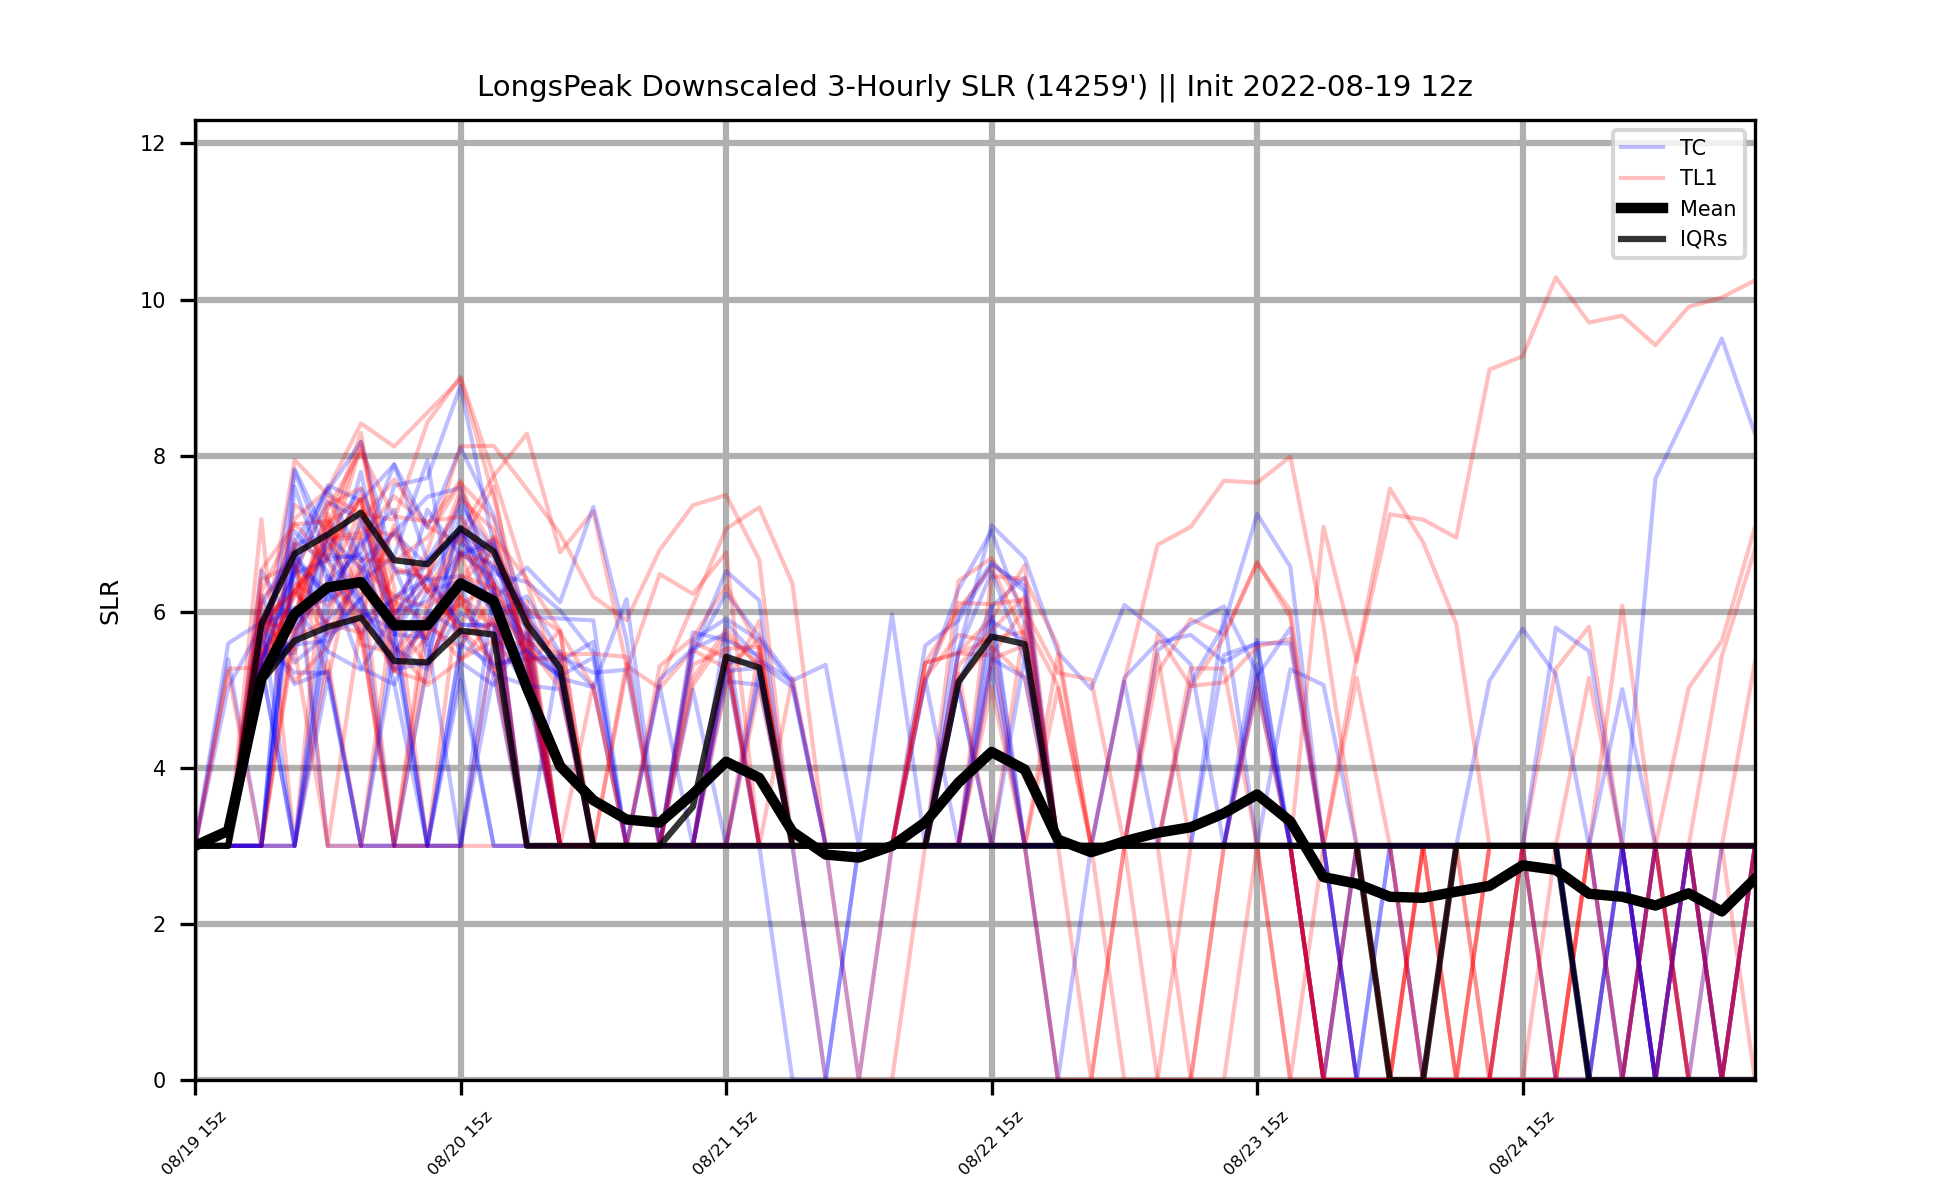 LongsPeak Downscaled 3-Hourly SLR (14259') || Init 2022-08-19 12z
12
10
8
6
4
2
0
SLR
TC
TL1
Mean
IQRs
08/19 15z
08/20 15z
08/21 15z
08/22 15z
08/23 15z
08/24 15z